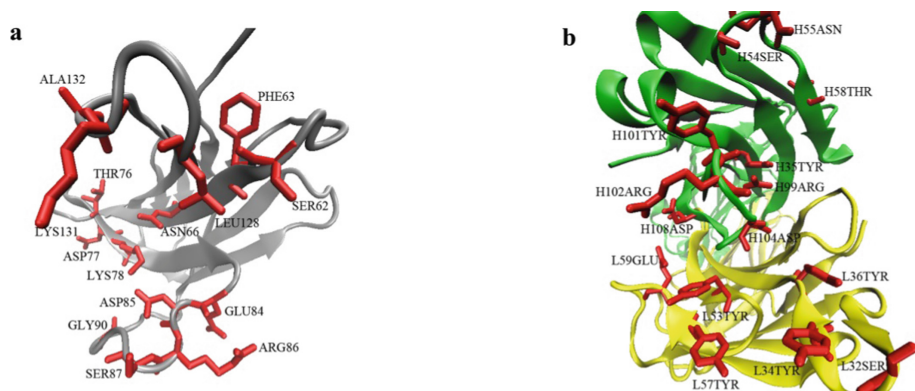 a
ALA132
PHE63
THR76
LYS131
ASN66
LEU128
SER62
ASP77
LYS78
ASP85
GLU84
GLY90
ARG86
SER87
b
H55ASN
H54SER
H58THR
H101TYR
H35TYR
H102ARG
H99ARG
H108ASP
H104ASP
L59GLU
L36TYR
L53TYR
L57TYR
L34TYR
L32SER